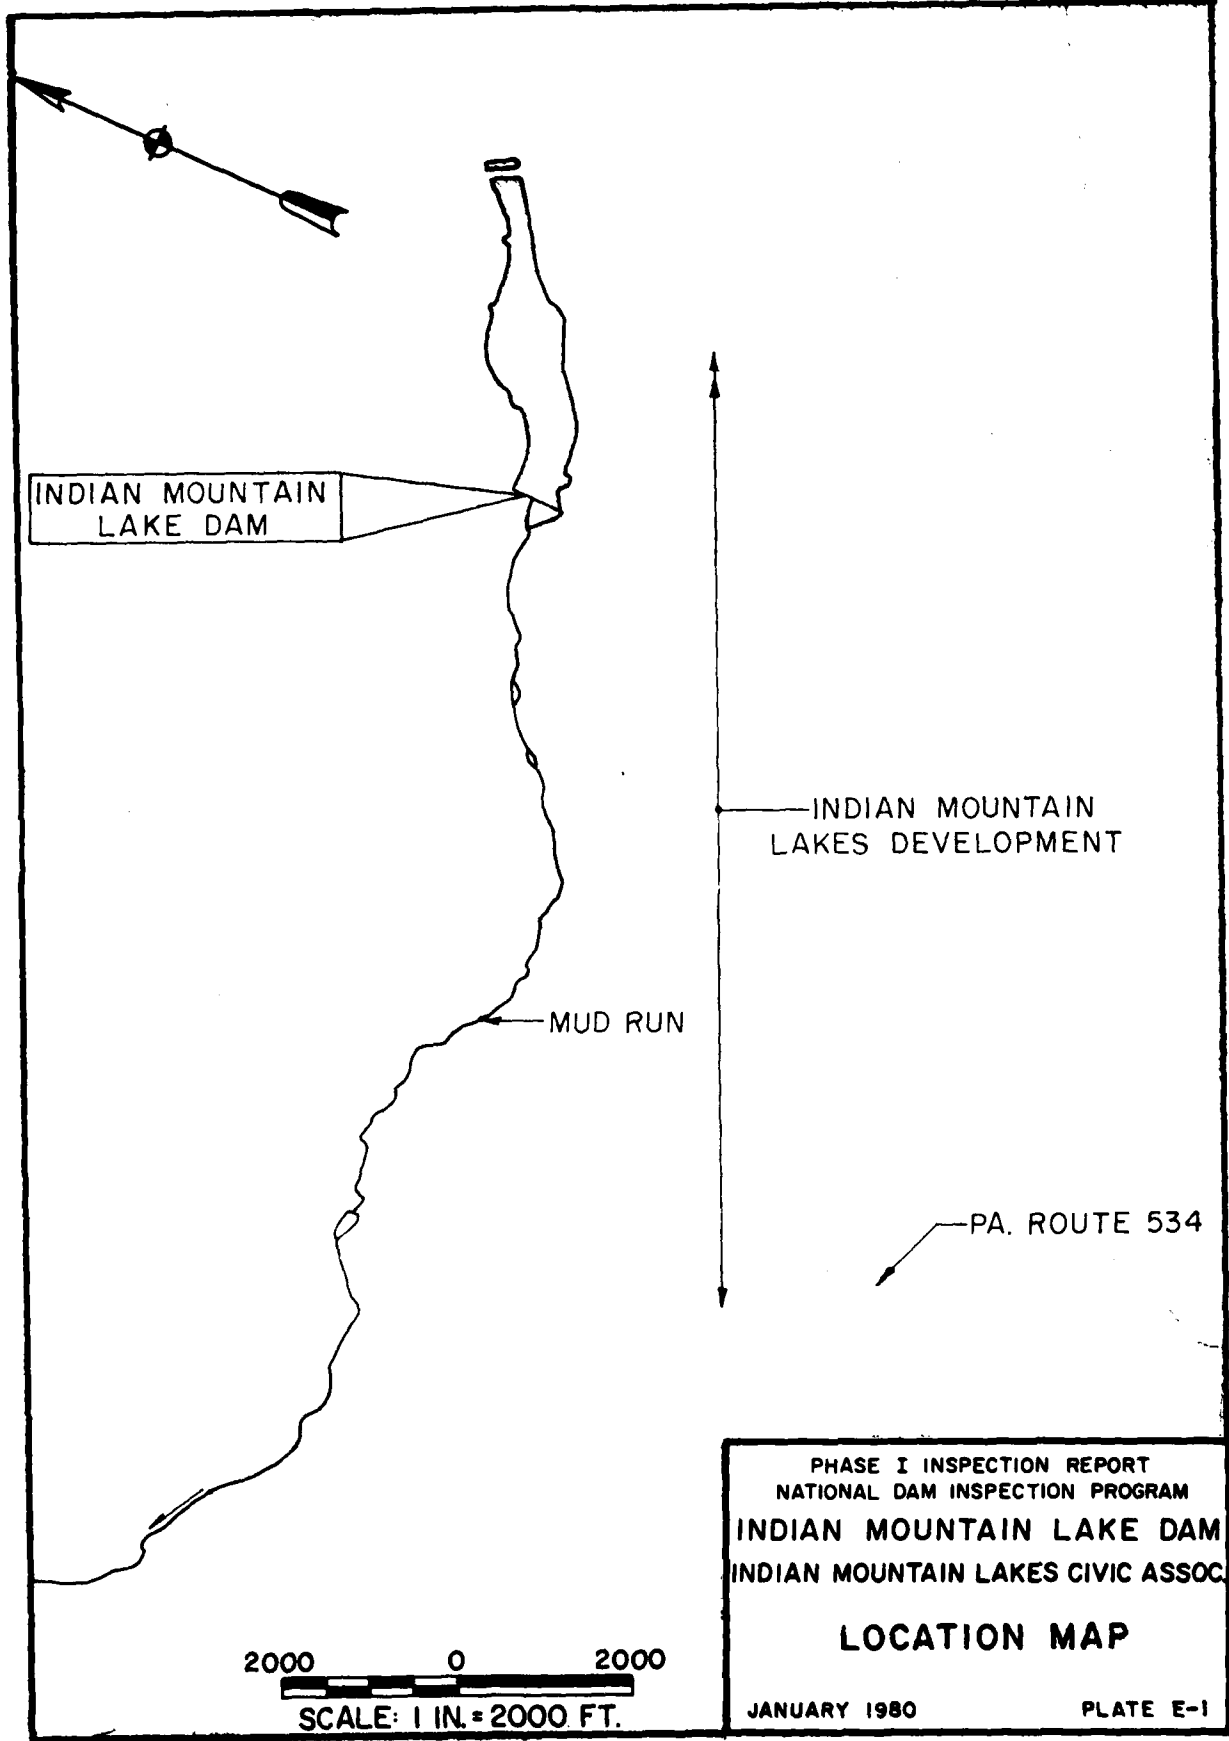 INDIAN MOUNTAIN
LAKE DAM
INDIAN MOUNTAIN
LAKES DEVELOPMENT
MUD RUN
PA. ROUTE 534
2000 0 2000
SCALE: 1 IN. = 2000 FT.
PHASE I INSPECTION REPORT
NATIONAL DAM INSPECTION PROGRAM
INDIAN MOUNTAIN LAKE DAM
INDIAN MOUNTAIN LAKES CIVIC ASSOC.
LOCATION MAP
JANUARY 1980 PLATE E-1